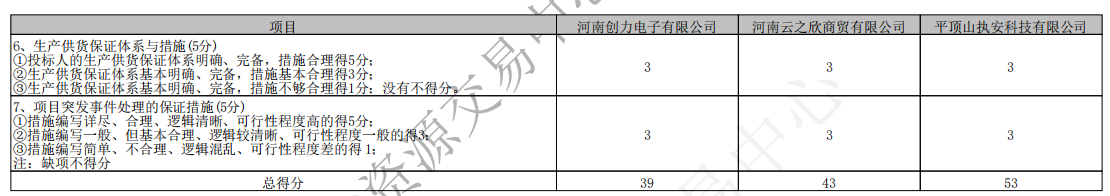 项目 河南创力电子有限公司 河南云之欣商贸有限公司 平顶山执安科技有限公司
6、生产供货保证体系与措施(5分)
①投标人的生产供货保证体系明确、完备，措施合理得5分；
②生产供货保证体系基本明确、完备，措施基本合理得3分；
③生产供货保证体系基本明确、完备，措施不够合理得1分；没有不得分。
3 3 3
7、项目突发事件处理的保证措施(5分)
①措施编写详尽、合理、逻辑清晰、可行性程度高的得5分；
②措施编写一般、但基本合理、逻辑较清晰、可行性程度一般的得3；
③措施编写简单、不合理、逻辑混乱、可行性程度差的得 1；
注：缺项不得分
3 3 3
总得分 39 43 53
资源交易中心
易中心